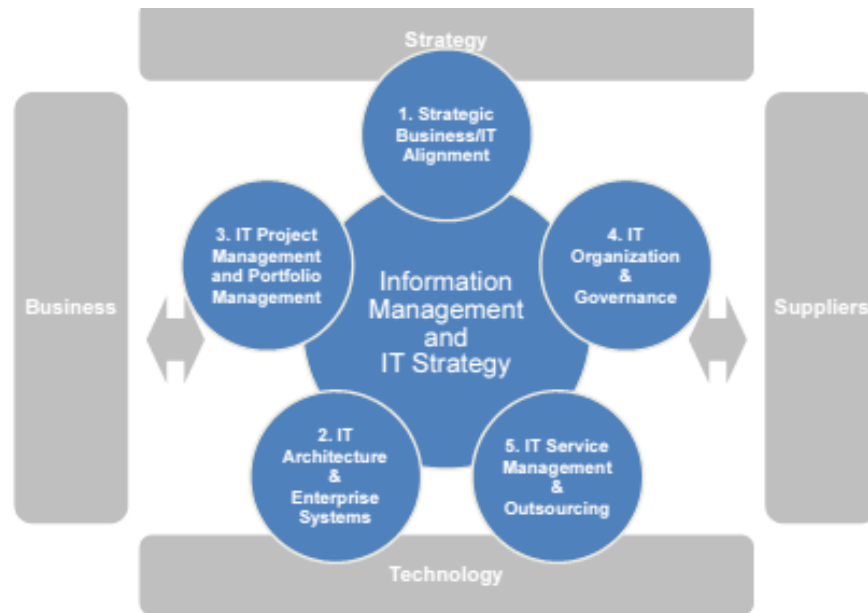 Strategy
1. Strategic
Business/IT
Alignment
3. IT Project
Management
and Portfolio
Management
4. IT
Organization
&
Governance
Information
Management
and
IT Strategy
Business
Suppliers
2. IT
Architecture
&
Enterprise
Systems
5. IT Service
Management
&
Outsourcing
Technology